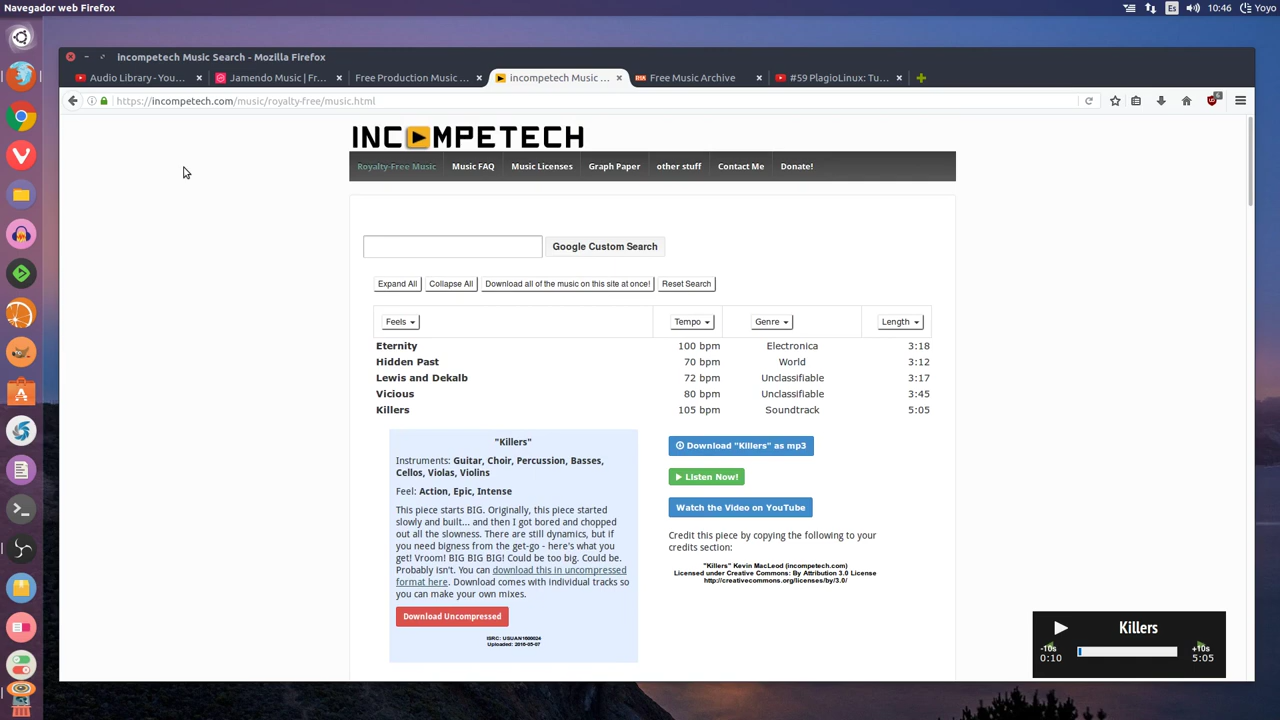 Navegador web Firefox
Es
10:46
Yoyo
incompetech Music Search - Mozilla Firefox
Audio Library - You...
Jamendo Music | Fr...
Free Production Music ...
incompetech Music ...
Free Music Archive
#59 PlagioLinux: Tu...
https://incompetech.com/music/royalty-free/music.html
6
INCOMPETECH
Royalty-Free Music
Music FAQ
Music Licenses
Graph Paper
other stuff
Contact Me
Donate!
Google Custom Search
Expand All
Collapse All
Download all of the music on this site at once!
Reset Search
Feels
Tempo
Genre
Length
Eternity 100 bpm Electronica 3:18
Hidden Past 70 bpm World 3:12
Lewis and Dekalb 72 bpm Unclassifiable 3:17
Vicious 80 bpm Unclassifiable 3:45
Killers 105 bpm Soundtrack 5:05
"Killers"
Instruments: Guitar, Choir, Percussion, Basses,
Cellos, Violas, Violins
Feel: Action, Epic, Intense
This piece starts BIG. Originally, this piece started
slowly and built... and then I got bored and chopped
out all the slowness. There are still dynamics, but if
you need bigness from the get-go - here's what you
get! Vroom! BIG BIG BIG! Could be too big. Could be.
Probably isn't. You can download this in uncompressed
format here. Download comes with individual tracks so
you can make your own mixes.
Download Uncompressed
ISRC: USUAN1600024
Uploaded: 2016-05-07
Download "Killers" as mp3
Listen Now!
Watch the Video on YouTube
Credit this piece by copying the following to your
credits section:
"Killers" Kevin MacLeod (incompetech.com)
Licensed under Creative Commons: By Attribution 3.0 License
http://creativecommons.org/licenses/by/3.0/
Killers
-10s
+10s
0:10
5:05